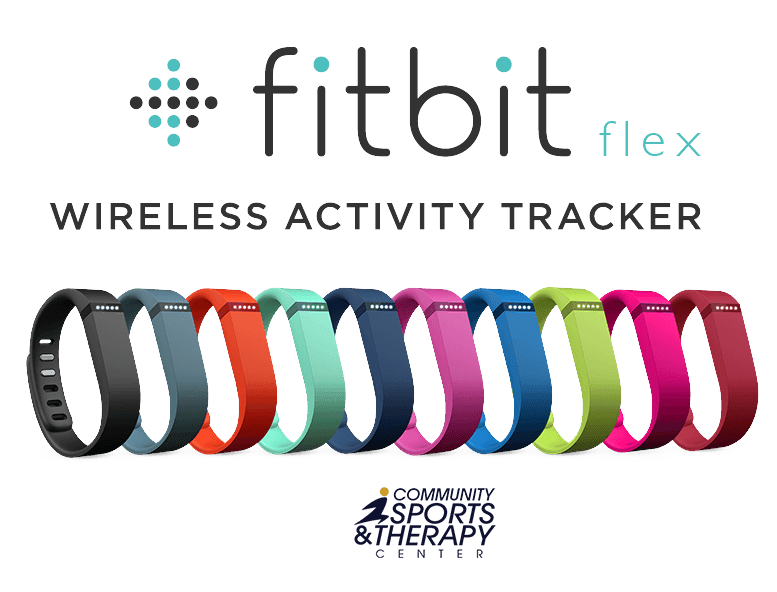 fitbit flex
WIRELESS ACTIVITY TRACKER
COMMUNITY
SPORTS
&THERAPY
CENTER